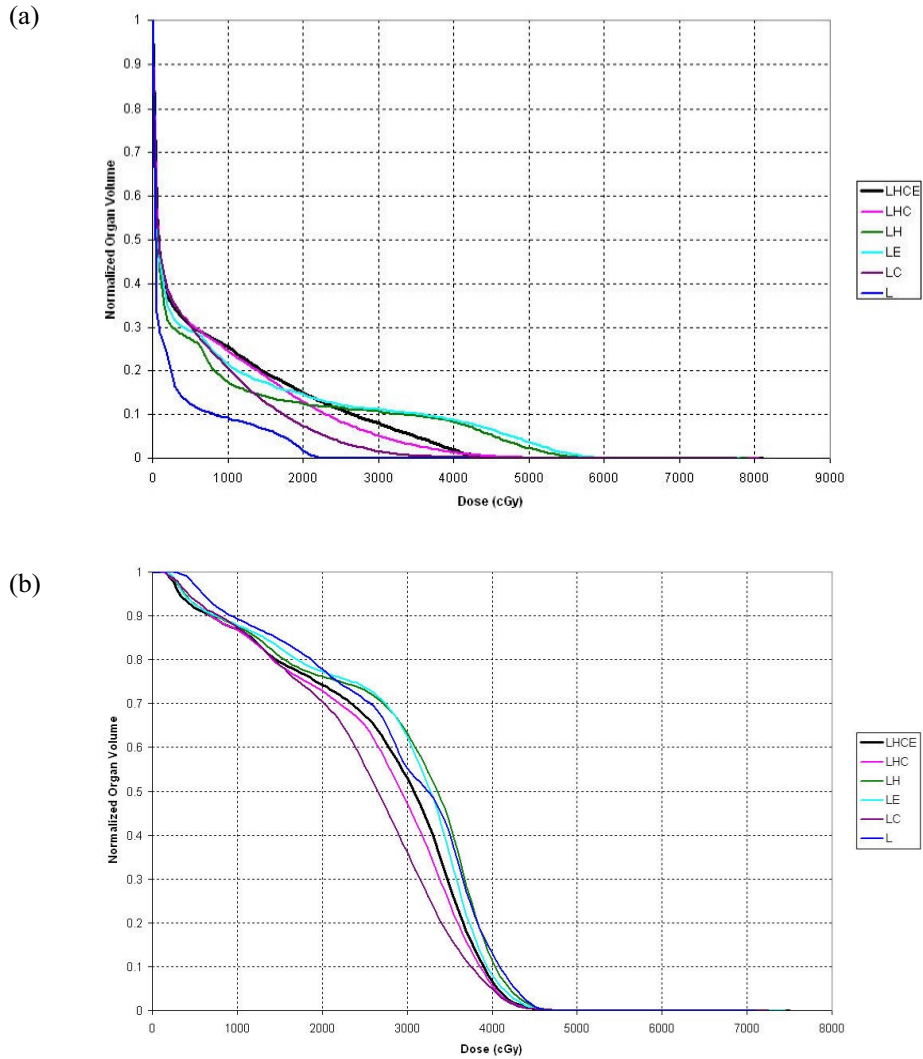 (a)
1
0.9
0.8
0.7
0.6
0.5
0.4
0.3
0.2
0.1
0
Normalized Organ Volume
0 1000 2000 3000 4000 5000 6000 7000 8000 9000
Dose (cGy)
LHCE
LHC
LH
LE
LC
L
(b)
1
0.9
0.8
0.7
0.6
0.5
0.4
0.3
0.2
0.1
0
Normalized Organ Volume
0 1000 2000 3000 4000 5000 6000 7000 8000
Dose (cGy)
LHCE
LHC
LH
LE
LC
L